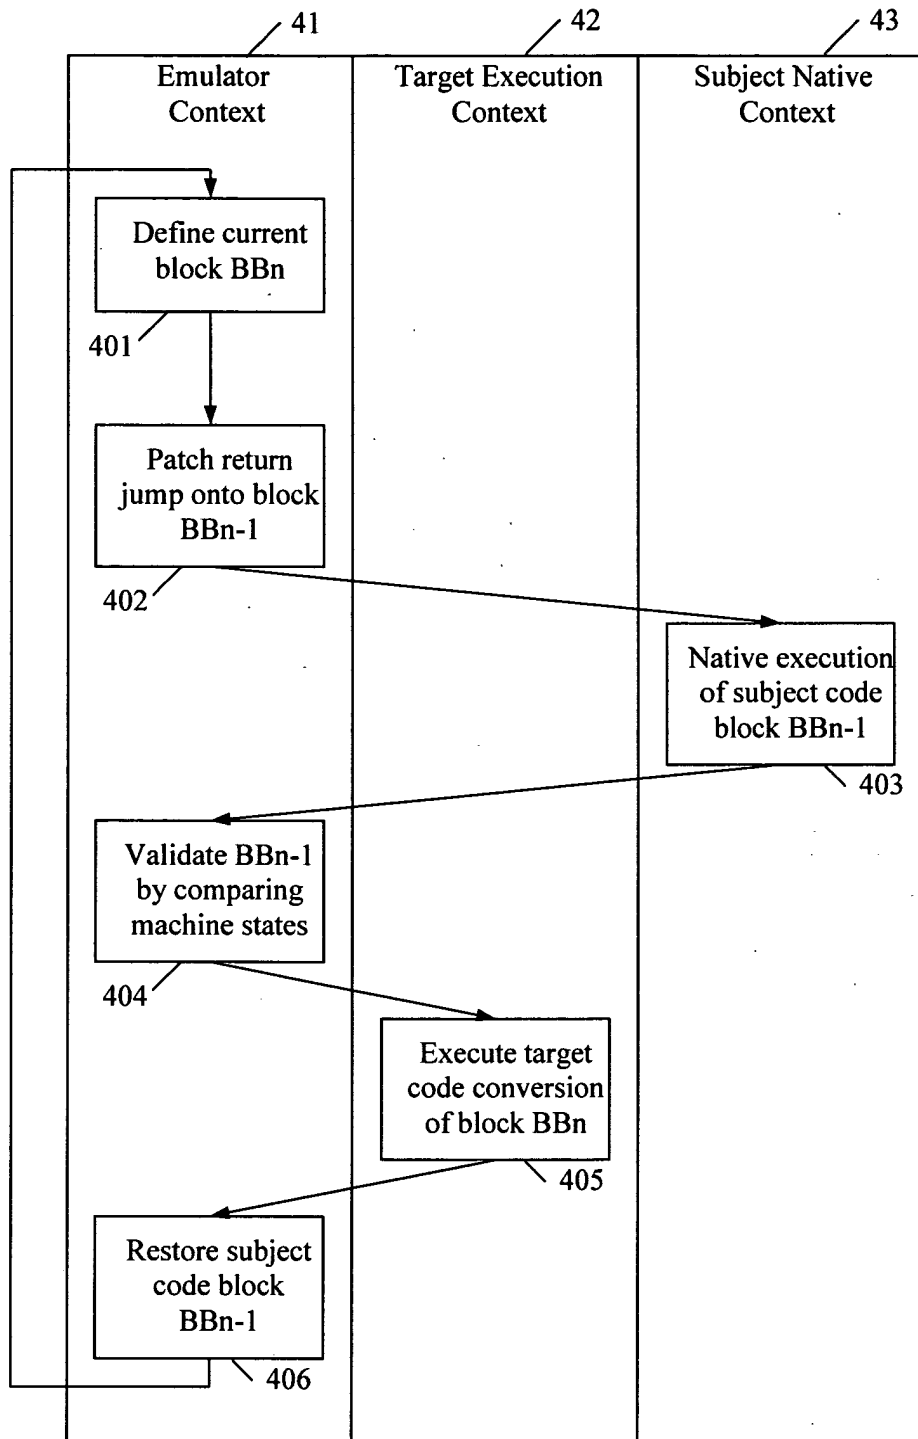 41
42
43
Emulator
Context
Target Execution
Context
Subject Native
Context
Define current
block BBn
401
Patch return
jump onto block
BBn-1
402
Native execution
of subject code
block BBn-1
403
Validate BBn-1
by comparing
machine states
404
Execute target
code conversion
of block BBn
405
Restore subject
code block
BBn-1
406